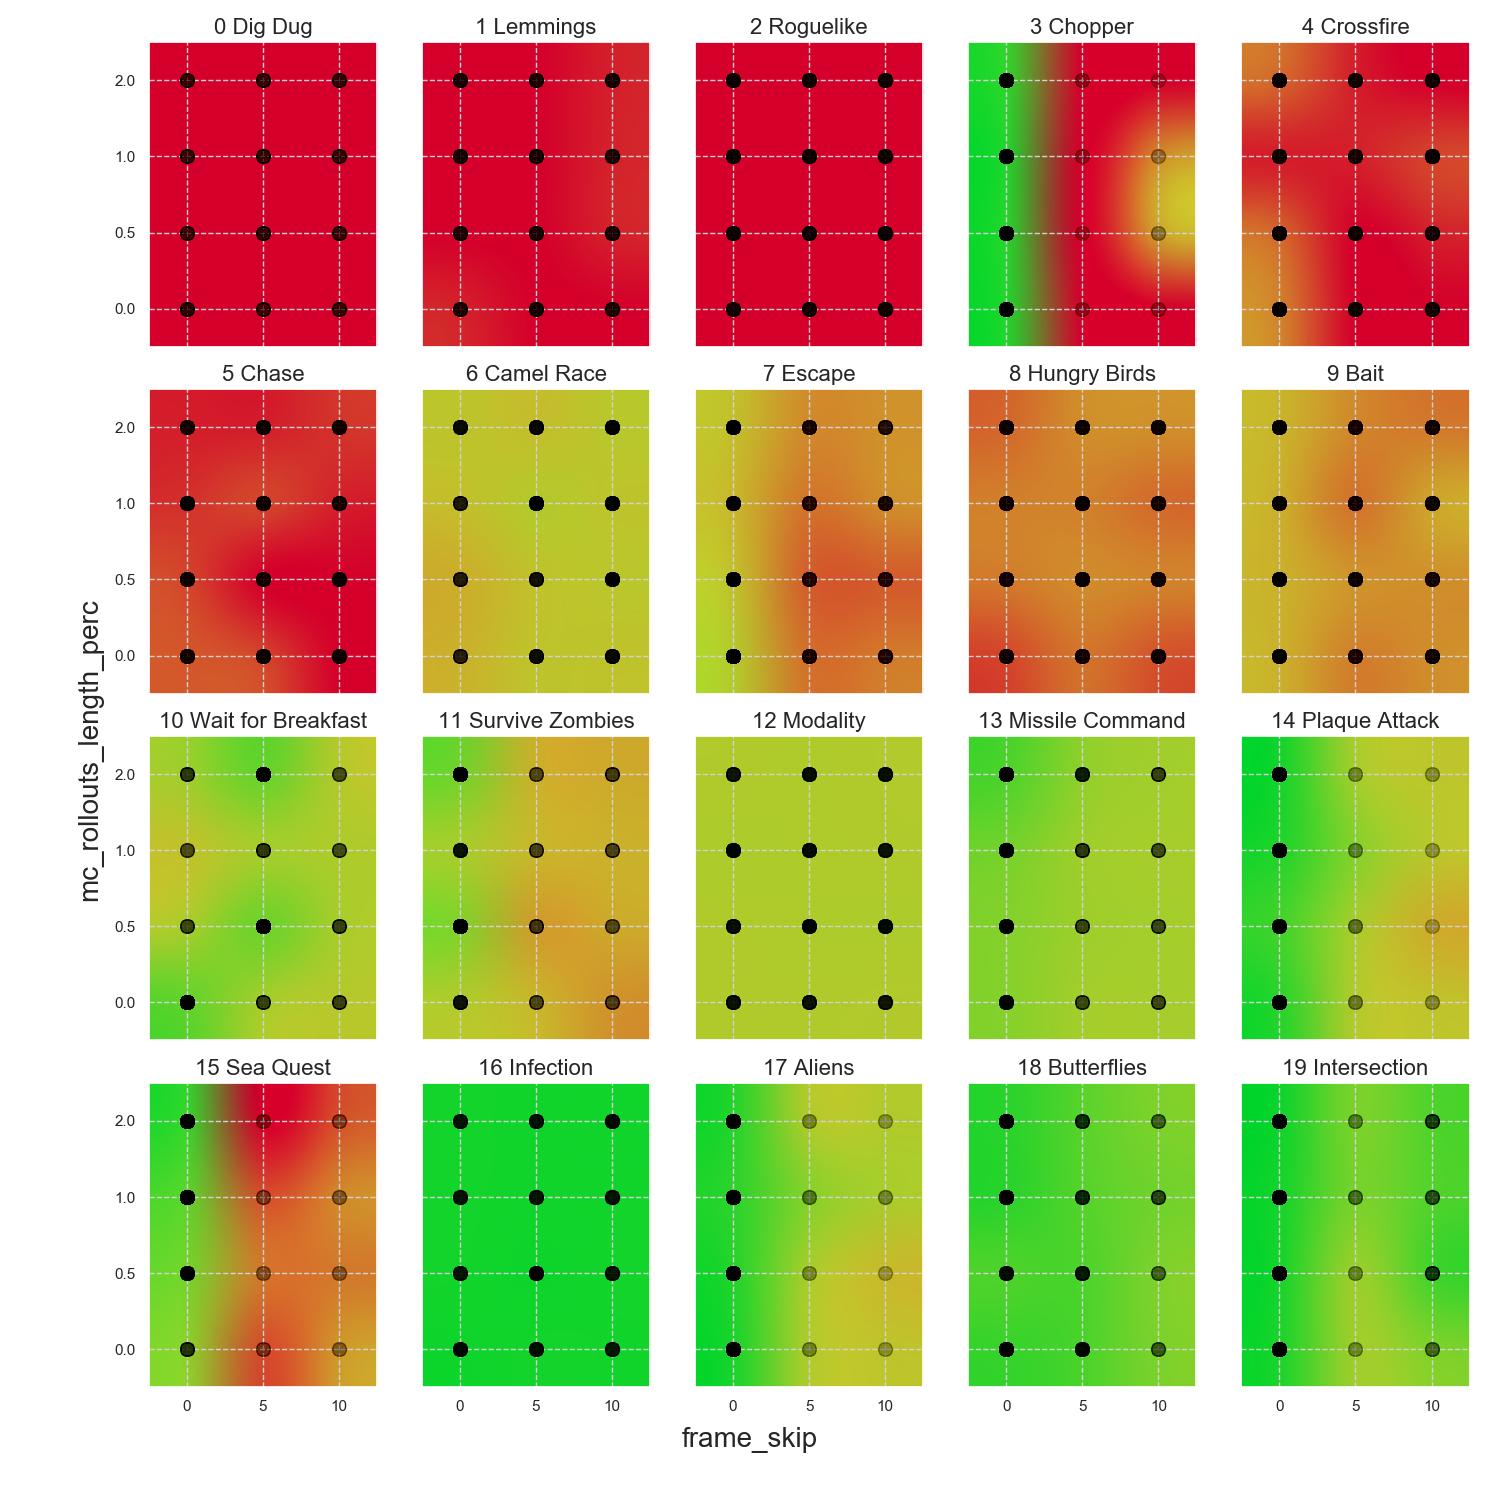 0 Dig Dug
1 Lemmings
2 Roguelike
3 Chopper
4 Crossfire
2.0
1.0
0.5
0.0
5 Chase
6 Camel Race
7 Escape
8 Hungry Birds
9 Bait
2.0
1.0
0.5
0.0
mc_rollouts_length_perc
10 Wait for Breakfast
11 Survive Zombies
12 Modality
13 Missile Command
14 Plaque Attack
2.0
1.0
0.5
0.0
15 Sea Quest
16 Infection
17 Aliens
18 Butterflies
19 Intersection
2.0
1.0
0.5
0.0
0 5 10 0 5 10 0 5 10 0 5 10 0 5 10
frame_skip